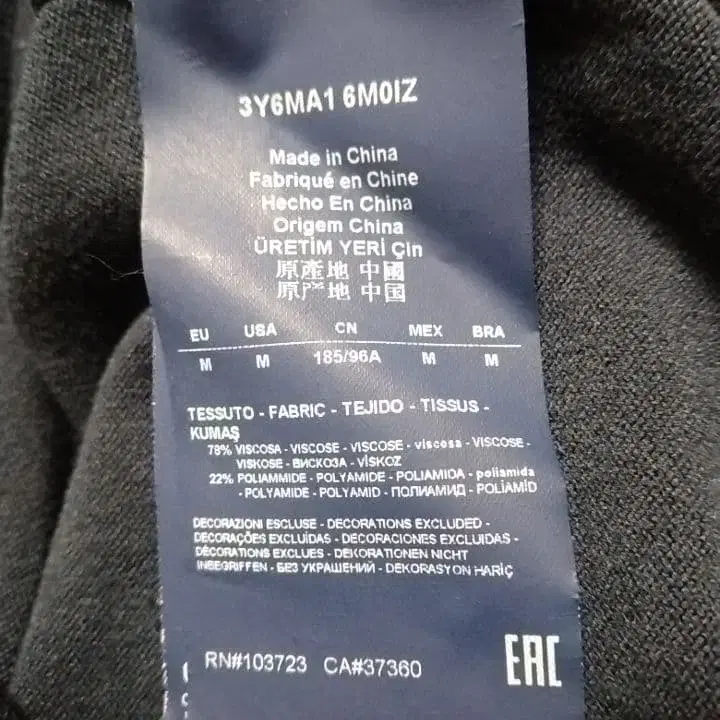 3Y6MA1 6M0IZ
Made in China
Fabriqué en Chine
Hecho En China
Origem China
ÜRETİM YERİ Çin
原產地 中國
原产地 中国
EU USA CN MEX BRA
M M 185/96A M M
TESSUTO - FABRIC - TEJIDO - TISSUS -
KUMAŞ
78% VISCOSA - VISCOSE - VISCOSE - viscosa - VISCOSE -
VISKOSE - ВИСКОЗА - VİSKOZ
22% POLIAMMIDE - POLYAMIDE - POLIAMIDA - poliamida
- POLYAMIDE - POLYAMID - ПОЛИАМИД - POLİAMİD
DECORAZIONI ESCLUSE - DECORATIONS EXCLUDED -
DECORAÇÕES EXCLUÍDAS - DECORACIONES EXCLUIDAS -
DÉCORATIONS EXCLUES - DEKORATIONEN NICHT
INBEGRIFFEN - БЕЗ УКРАШЕНИЙ - DEKORASYON HARİÇ
RN#103723 CA#37360
EAC